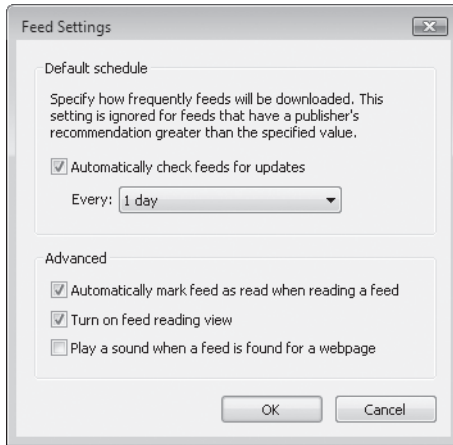 Feed Settings
Default schedule
Specify how frequently feeds will be downloaded. This
setting is ignored for feeds that have a publisher's
recommendation greater than the specified value.
Automatically check feeds for updates
Every: 1 day
Advanced
Automatically mark feed as read when reading a feed
Turn on feed reading view
Play a sound when a feed is found for a webpage
OK Cancel